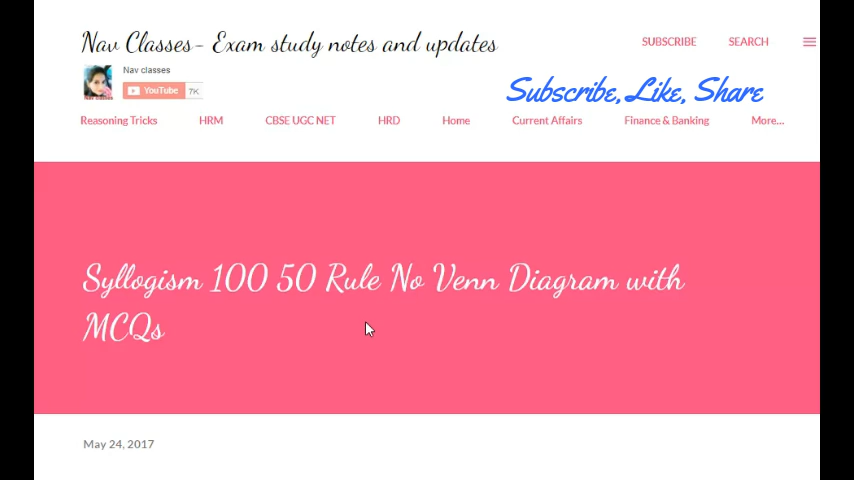 Nav Classes- Exam study notes and updates
SUBSCRIBE SEARCH
Nav classes
YouTube 7K
Subscribe, Like, Share
Reasoning Tricks HRM CBSE UGC NET HRD Home Current Affairs Finance & Banking More...
Syllogism 100 50 Rule No Venn Diagram with
MCQs
May 24, 2017